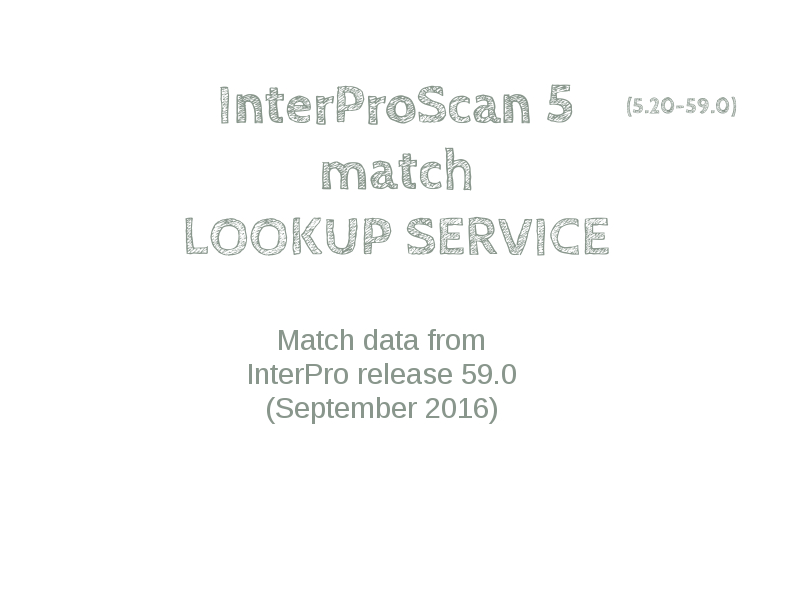 InterProScan 5 (5.20-59.0)
match
LOOKUP SERVICE
Match data from
InterPro release 59.0
(September 2016)